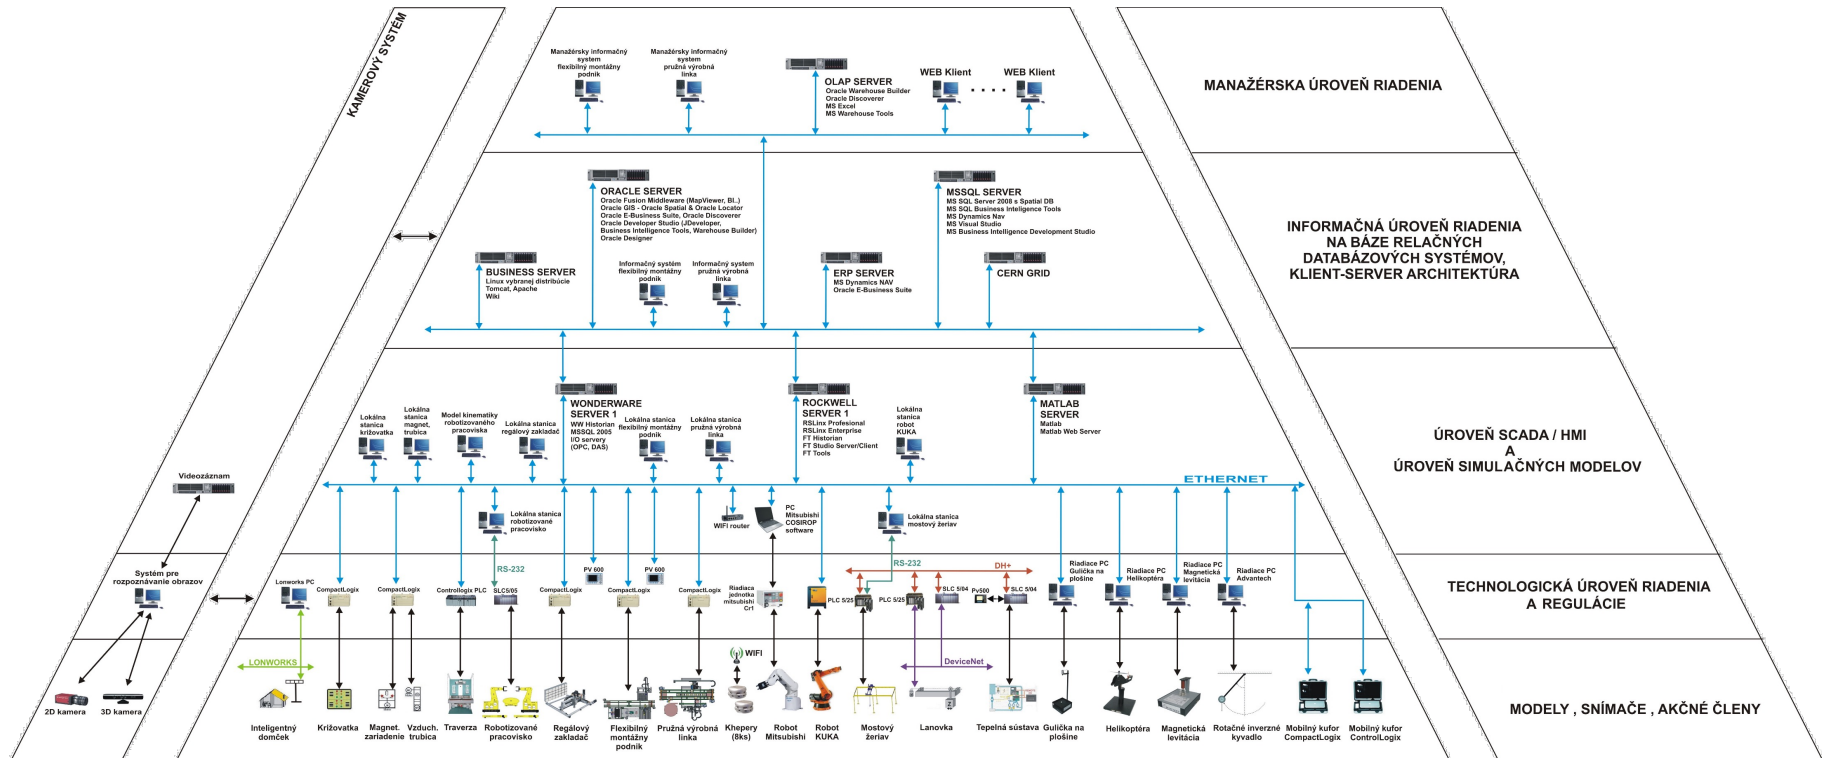 KAMEROVÝ SYSTÉM
Manažérsky informačný
system
flexibilný montážny
podnik
Manažérsky informačný
system
pružná výrobná
linka
OLAP SERVER
Oracle Warehouse Builder
Oracle Discoverer
MS Excel
MS Warehouse Tools
WEB Klient
WEB Klient
MANAŽÉRSKA ÚROVEŇ RIADENIA
ORACLE SERVER
Oracle Fusion Middleware (MapViewer, BI..)
Oracle GIS - Oracle Spatial & Oracle Locator
Oracle E-Business Suite, Oracle Discoverer
Oracle Developer Studio (JDeveloper,
Business Intelligence Tools, Warehouse Builder)
Oracle Designer
MSSQL SERVER
MS SQL Server 2008 s Spatial DB
MS SQL Business Inteligence Tools
MS Dynamics Nav
MS Visual Studio
MS Business Intelligence Development Studio
BUSINESS SERVER
Linux vybranej distribúcie
Tomcat, Apache
Wiki
Informačný systém
flexibilný montážny
podnik
Informačný system
pružná výrobná
linka
ERP SERVER
MS Dynamics NAV
Oracle E-Business Suite
CERN GRID
INFORMAČNÁ ÚROVEŇ RIADENIA
NA BÁZE RELAČNÝCH
DATABÁZOVÝCH SYSTÉMOV,
KLIENT-SERVER ARCHITEKTÚRA
Lokálna
stanica
križovatka
Lokálna
stanica
magnet,
trubica
Model kinematiky
robotizovaného
pracoviska
Lokálna stanica
regálový zakladač
WONDERWARE
SERVER 1
WW Historian
MSSQL 2005
I/O servery
(OPC, DAS)
Lokálna stanica
flexibilný montážny
podnik
Lokálna stanica
pružná výrobná
linka
ROCKWELL
SERVER 1
RSLinx Profesional
RSLinx Enterprise
FT Historian
FT Studio Server/Client
FT Tools
Lokálna
stanica
robot
KUKA
MATLAB
SERVER
Matlab
Matlab Web Server
ETHERNET
ÚROVEŇ SCADA / HMI
A
ÚROVEŇ SIMULAČNÝCH MODELOV
Videozáznam
Lokálna stanica
robotizované
pracovisko
WIFI router
PC
Mitsubishi
COSIROP
software
Lokálna stanica
mostový žeriav
Systém pre
rozpoznávanie obrazov
Lonworks PC
CompactLogix
CompactLogix
Controllogix PLC
RS-232
SLC5/05
CompactLogix
PV 600
CompactLogix
PV 600
CompactLogix
Riadiaca
jednotka
mitsubishi
Cr1
RS-232
DH+
PLC 5/25
PLC 5/25
SLC 5/04
Pv500
SLC 5/04
Riadiace PC
Gulička na
plošine
Riadiace PC
Helikoptéra
Riadiace PC
Magnetická
levitácia
Riadiace PC
Advantech
TECHNOLOGICKÁ ÚROVEŇ RIADENIA
A REGULÁCIE
LONWORKS
WIFI
DeviceNet
2D kamera
3D kamera
Inteligentný
domček
Križovatka
Magnet.
zariadenie
Vzduch.
trubica
Traverza
Robotizované
pracovisko
Regálový
zakladač
Flexibilný
montážny
podnik
Pružná výrobná
linka
Khepery
(8ks)
Robot
Mitsubishi
Robot
KUKA
Mostový
žeriav
Lanovka
Tepelná sústava
Gulička na
plošine
Helikoptéra
Magnetická
levitácia
Rotačné inverzné
kyvadlo
Mobilný kufor
CompactLogix
Mobilný kufor
ControlLogix
MODELY , SNÍMAČE , AKČNÉ ČLENY